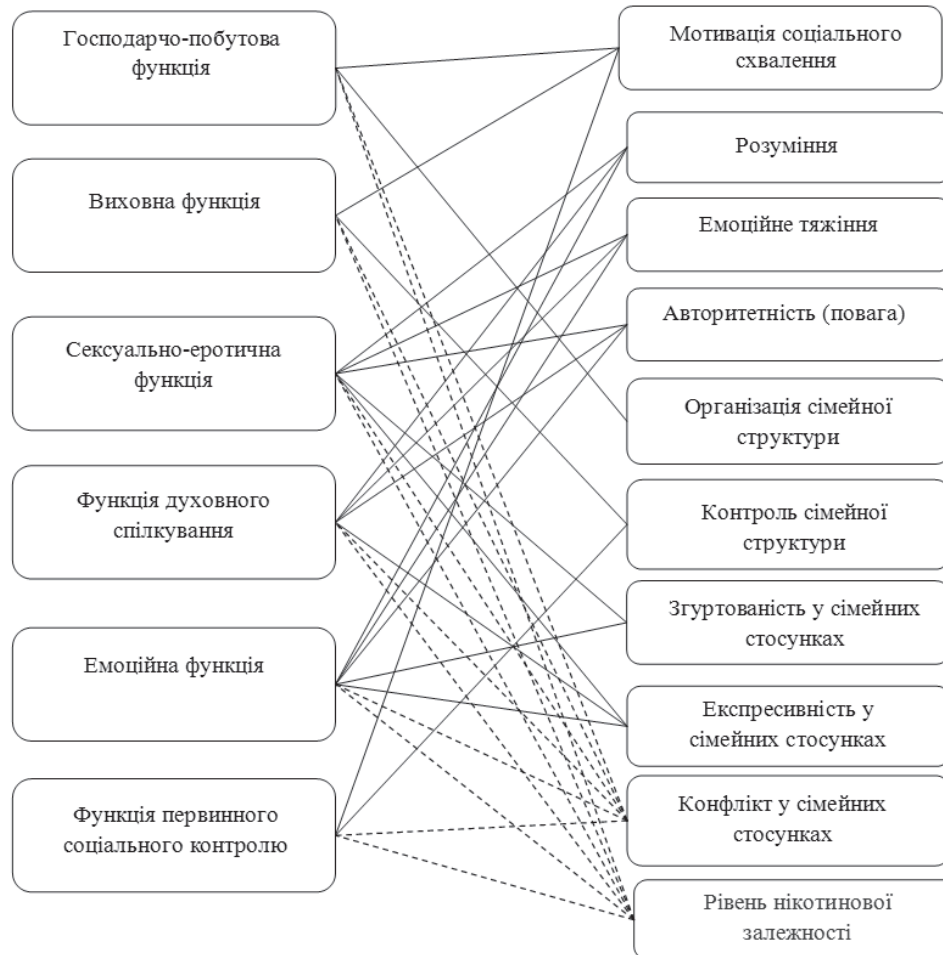 Господарчо-побутова
функція
Виховна функція
Сексуально-еротична
функція
Функція духовного
спілкування
Емоційна функція
Функція первинного
соціального контролю
Мотивація соціального
схвалення
Розуміння
Емоційне тяжіння
Авторитетність (повага)
Організація сімейної
структури
Контроль сімейної
структури
Згуртованість у сімейних
стосунках
Експресивність у
сімейних стосунках
Конфлікт у сімейних
стосунках
Рівень нікотинової
залежності